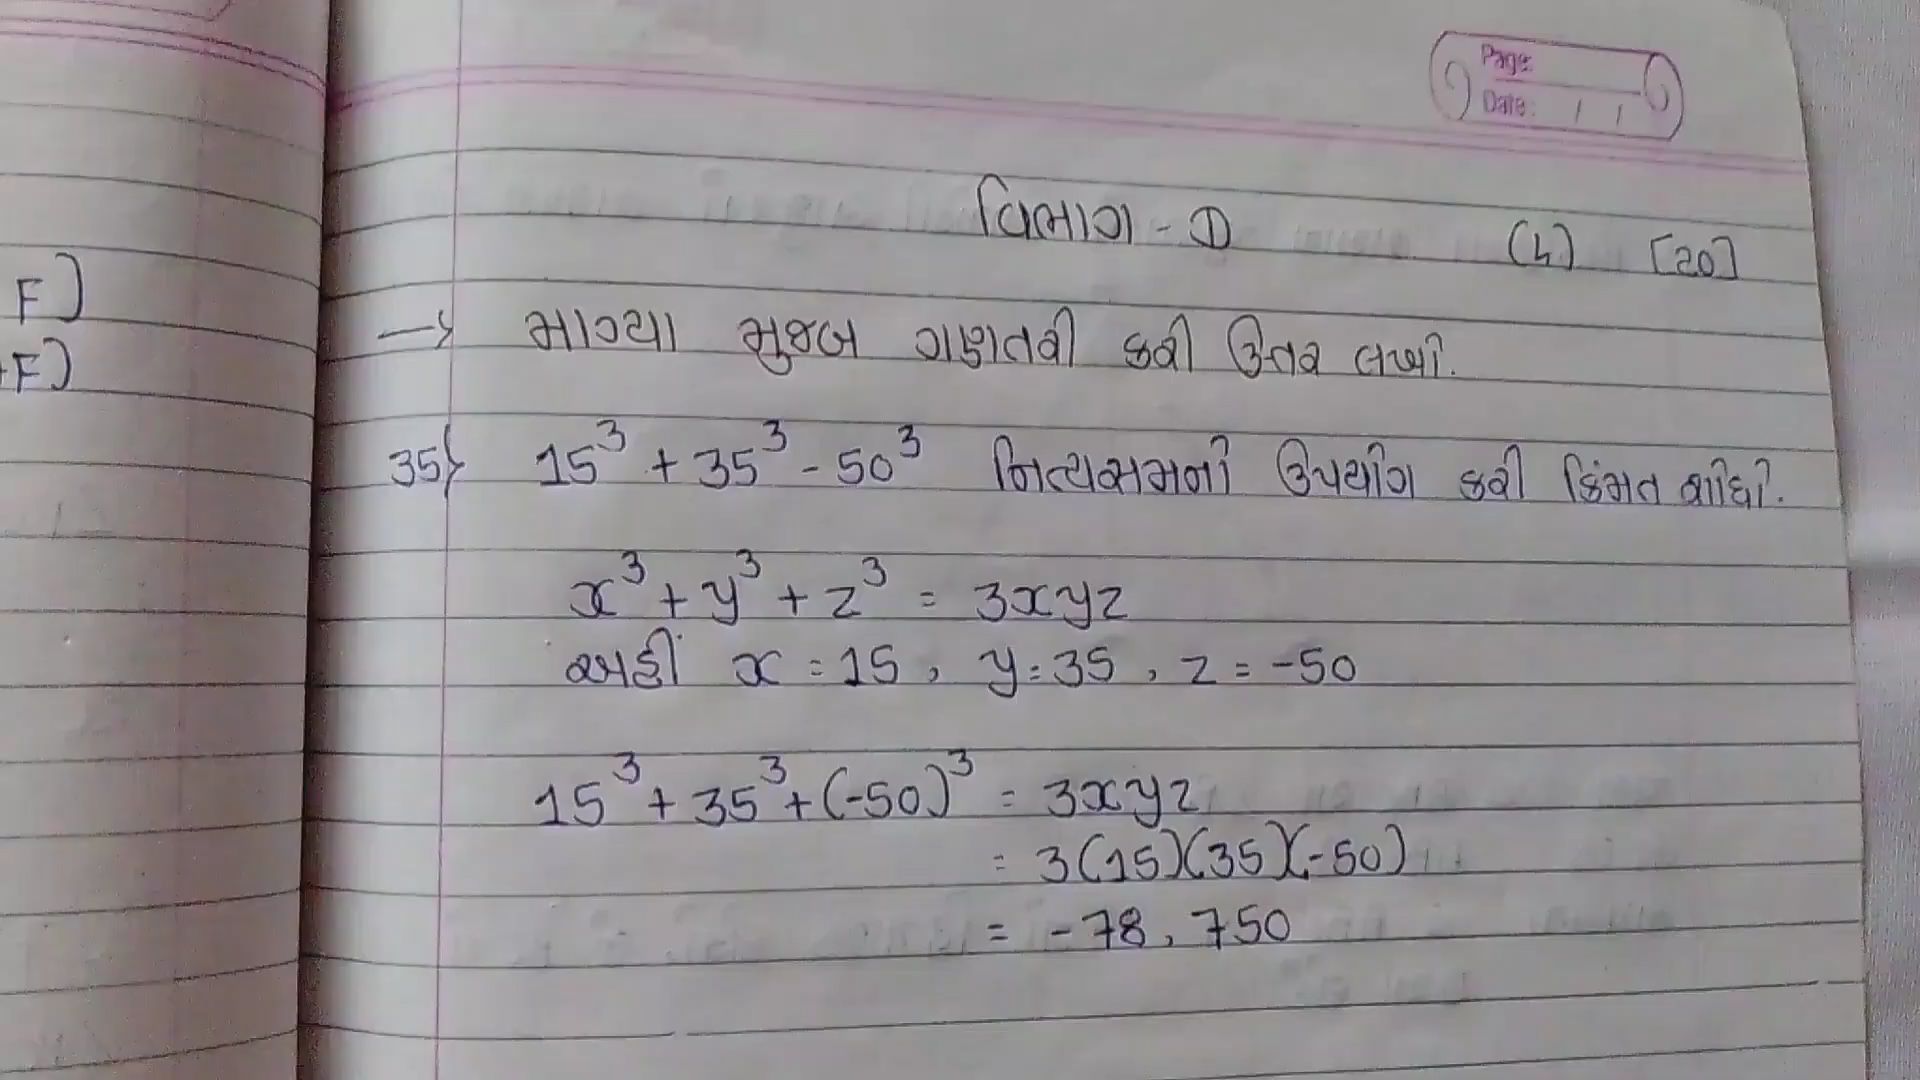 Page:
Date: / /
વિભાગ - D (4) [20]
→ માગ્યા મુજબ ગણતરી કરી ઉત્તર લખો.
35} 15³ + 35³ - 50³ નિત્યસમનો ઉપયોગ કરી કિંમત શોધો.
x³ + y³ + z³ = 3xyz
અહીં x = 15, y = 35, z = -50
15³ + 35³ + (-50)³ = 3xyz
= 3(15)(35)(-50)
= -78,750
F)
F)